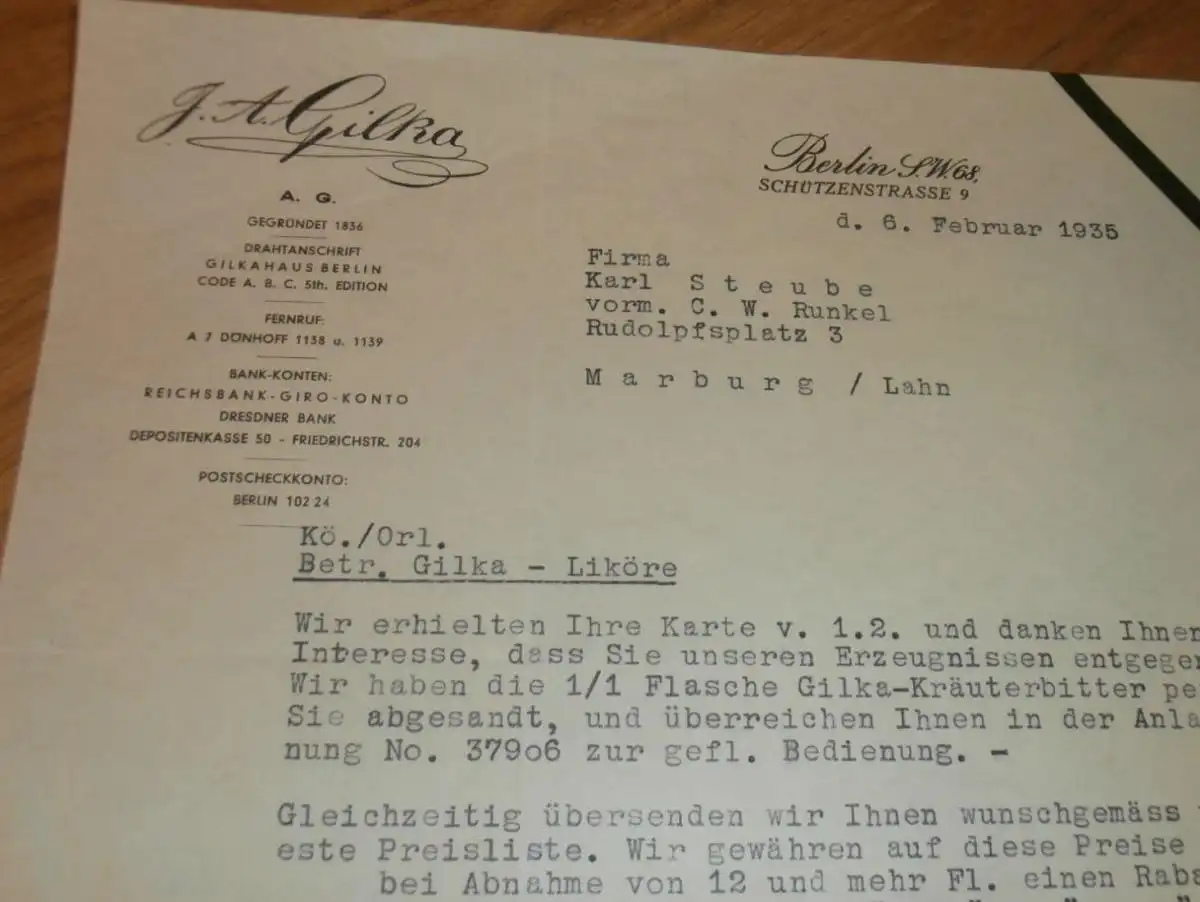 J. A. Gilka
A. G.
GEGRÜNDET 1836
DRAHTANSCHRIFT
GILKAHAUS BERLIN
CODE A. B. C. 5th. EDITION
FERNRUF:
A 7 DÖNHOFF 1138 u. 1139
BANK-KONTEN:
REICHSBANK-GIRO-KONTO
DRESDNER BANK
DEPOSITENKASSE 50 - FRIEDRICHSTR. 204
POSTSCHECKKONTO:
BERLIN 102 24
Berlin S.W. 68,
SCHÜTZENSTRASSE 9
d. 6. Februar 1935
Firma
Karl S t e u b e
vorm. C. W. Runkel
Rudolpfsplatz 3
M a r b u r g / Lahn
Kö./Orl.
Betr. Gilka - Liköre
Wir erhielten Ihre Karte v. 1.2. und danken Ihnen
Interesse, dass Sie unseren Erzeugnissen entgegen
Wir haben die 1/1 Flasche Gilka-Kräuterbitter pe
Sie abgesandt, und überreichen Ihnen in der Anla
nung No. 37906 zur gefl. Bedienung. -
Gleichzeitig übersenden wir Ihnen wunschgemäss
este Preisliste. Wir gewähren auf diese Preise
bei Abnahme von 12 und mehr Fl. einen Raba